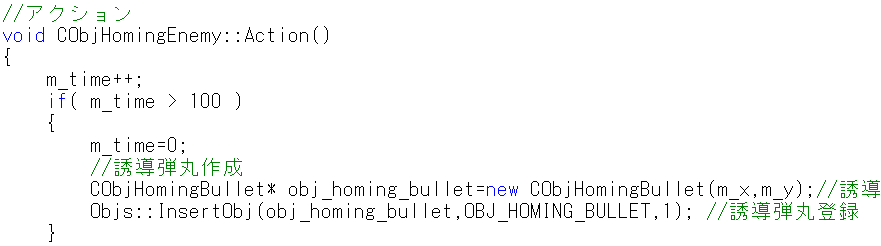 //アクション
void CObjHomingEnemy::Action()
{
m_time++;
if( m_time > 100 )
{
m_time=0;
//誘導弾丸作成
CObjHomingBullet* obj_homing_bullet=new CObjHomingBullet(m_x,m_y);//誘導
Objs::InsertObj(obj_homing_bullet,OBJ_HOMING_BULLET,1); //誘導弾丸登録
}